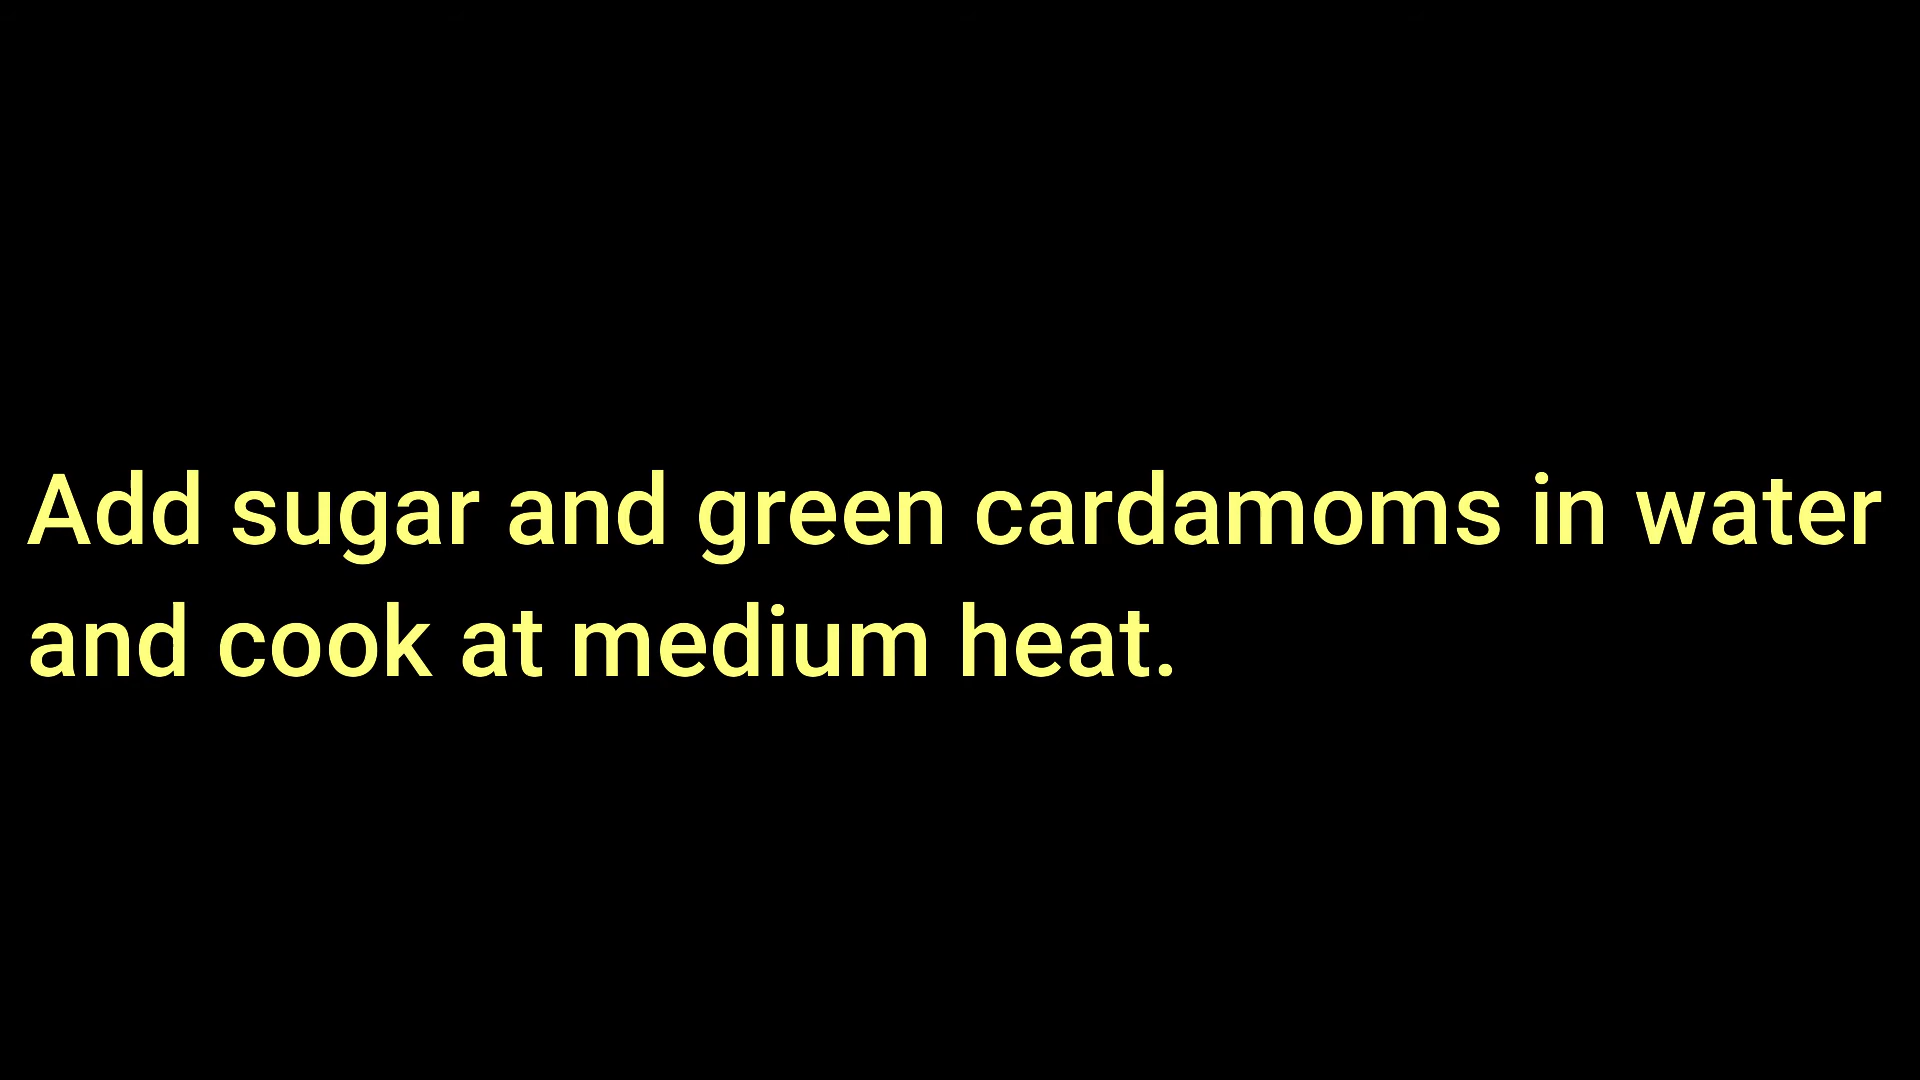 Add sugar and green cardamoms in water
and cook at medium heat.